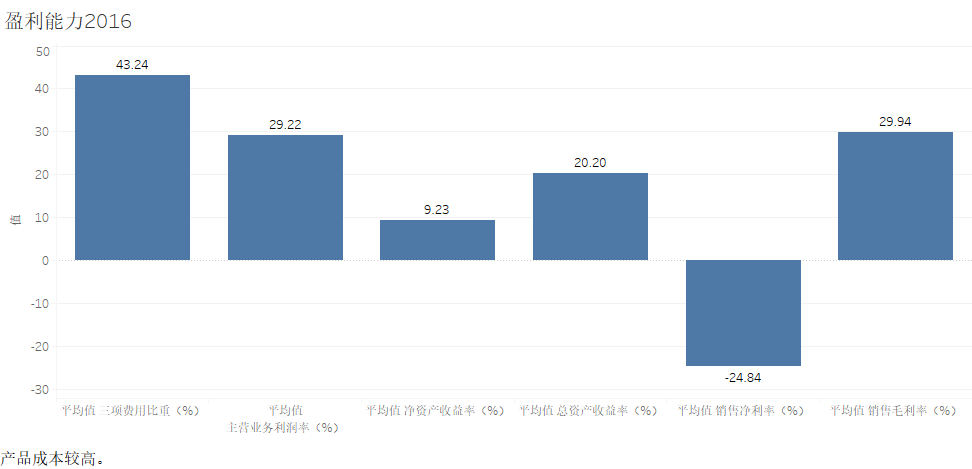 盈利能力2016
50
43.24
40
30
29.22
29.94
20
20.20
10
9.23
值
0
-10
-20
-24.84
-30
平均值 三项费用比重（%）
平均值
主营业务利润率（%）
平均值 净资产收益率（%）
平均值 总资产收益率（%）
平均值 销售净利率（%）
平均值 销售毛利率（%）
产品成本较高。